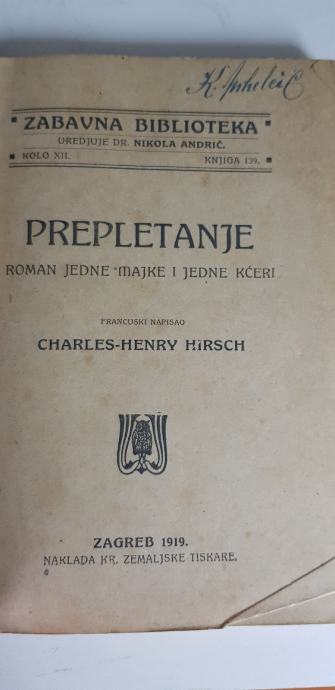 K.
ZABAVNA BIBLIOTEKA
UREDJUJE DR. NIKOLA ANDRIĆ.
KOLO XII. KNJIGA 139.
PREPLETANJE
ROMAN JEDNE MAJKE I JEDNE KĆERI
FRANCUSKI NAPISAO
CHARLES-HENRY HIRSCH
ZAGREB 1919.
NAKLADA KR. ZEMALJSKE TISKARE.